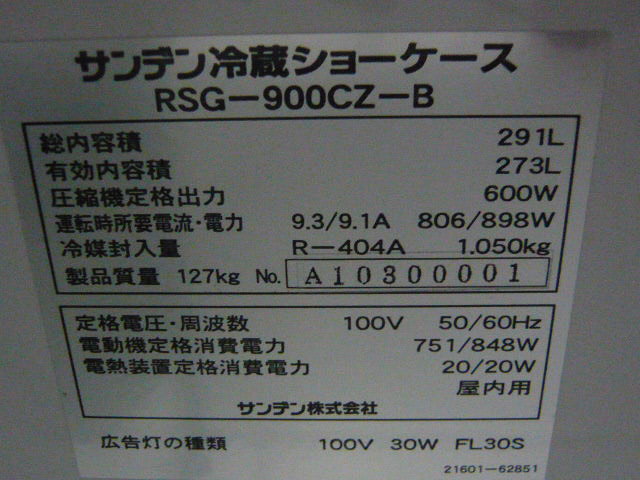 サンデン冷蔵ショーケース
RSG-900CZ-B
総内容積 291L
有効内容積 273L
圧縮機定格出力 600W
運転時所要電流・電力 9.3/9.1A 806/898W
冷媒封入量 R-404A 1.050kg
製品質量 127kg No. A10300001
定格電圧・周波数 100V 50/60Hz
電動機定格消費電力 751/848W
電熱装置定格消費電力 20/20W
屋内用
サンデン株式会社
広告灯の種類 100V 30W FL30S
21601-62851